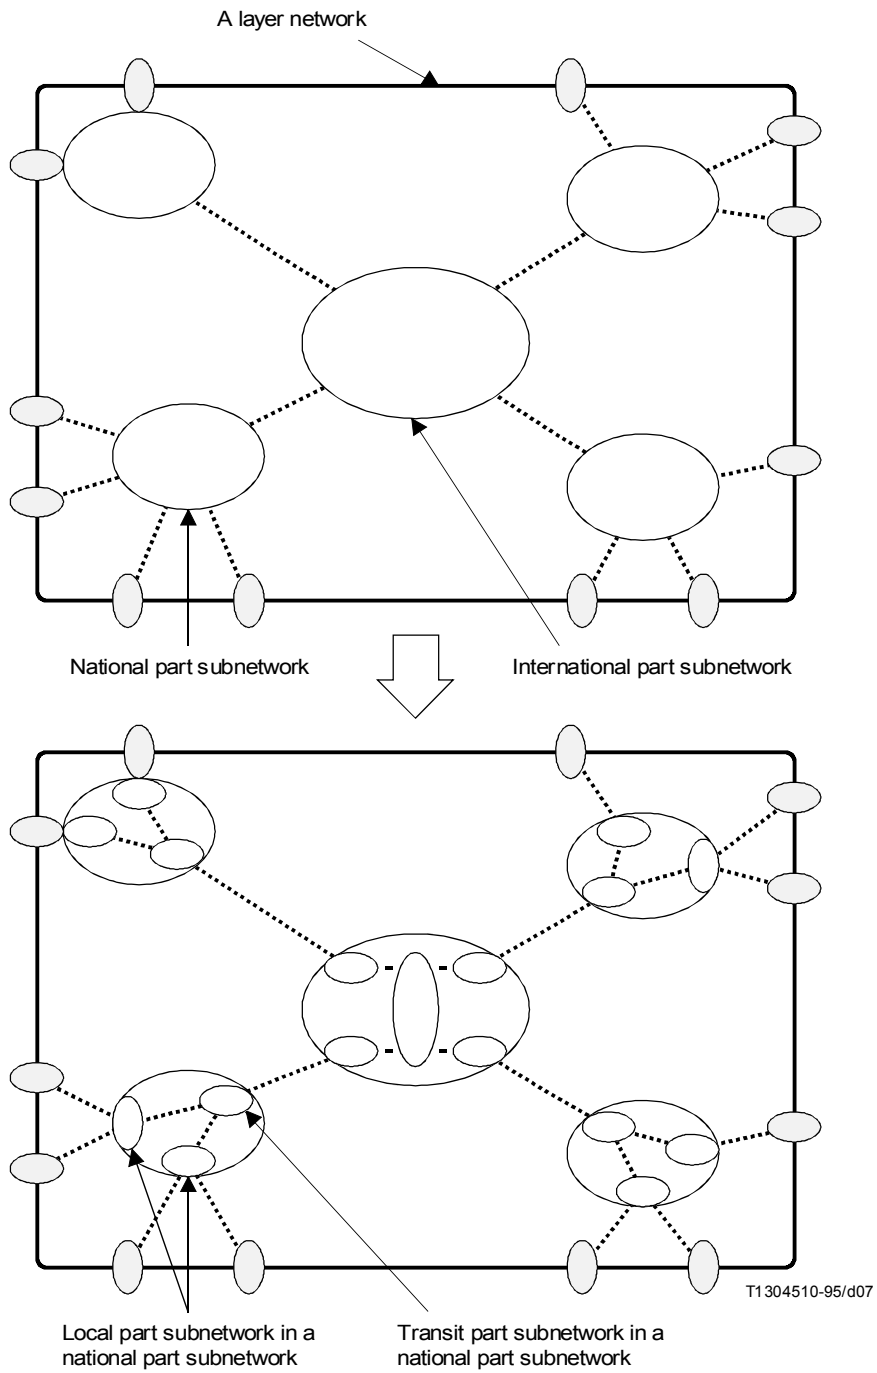 A layer network
National part subnetwork
International part subnetwork
T1304510-95/d07
Local part subnetwork in a
national part subnetwork
Transit part subnetwork in a
national part subnetwork